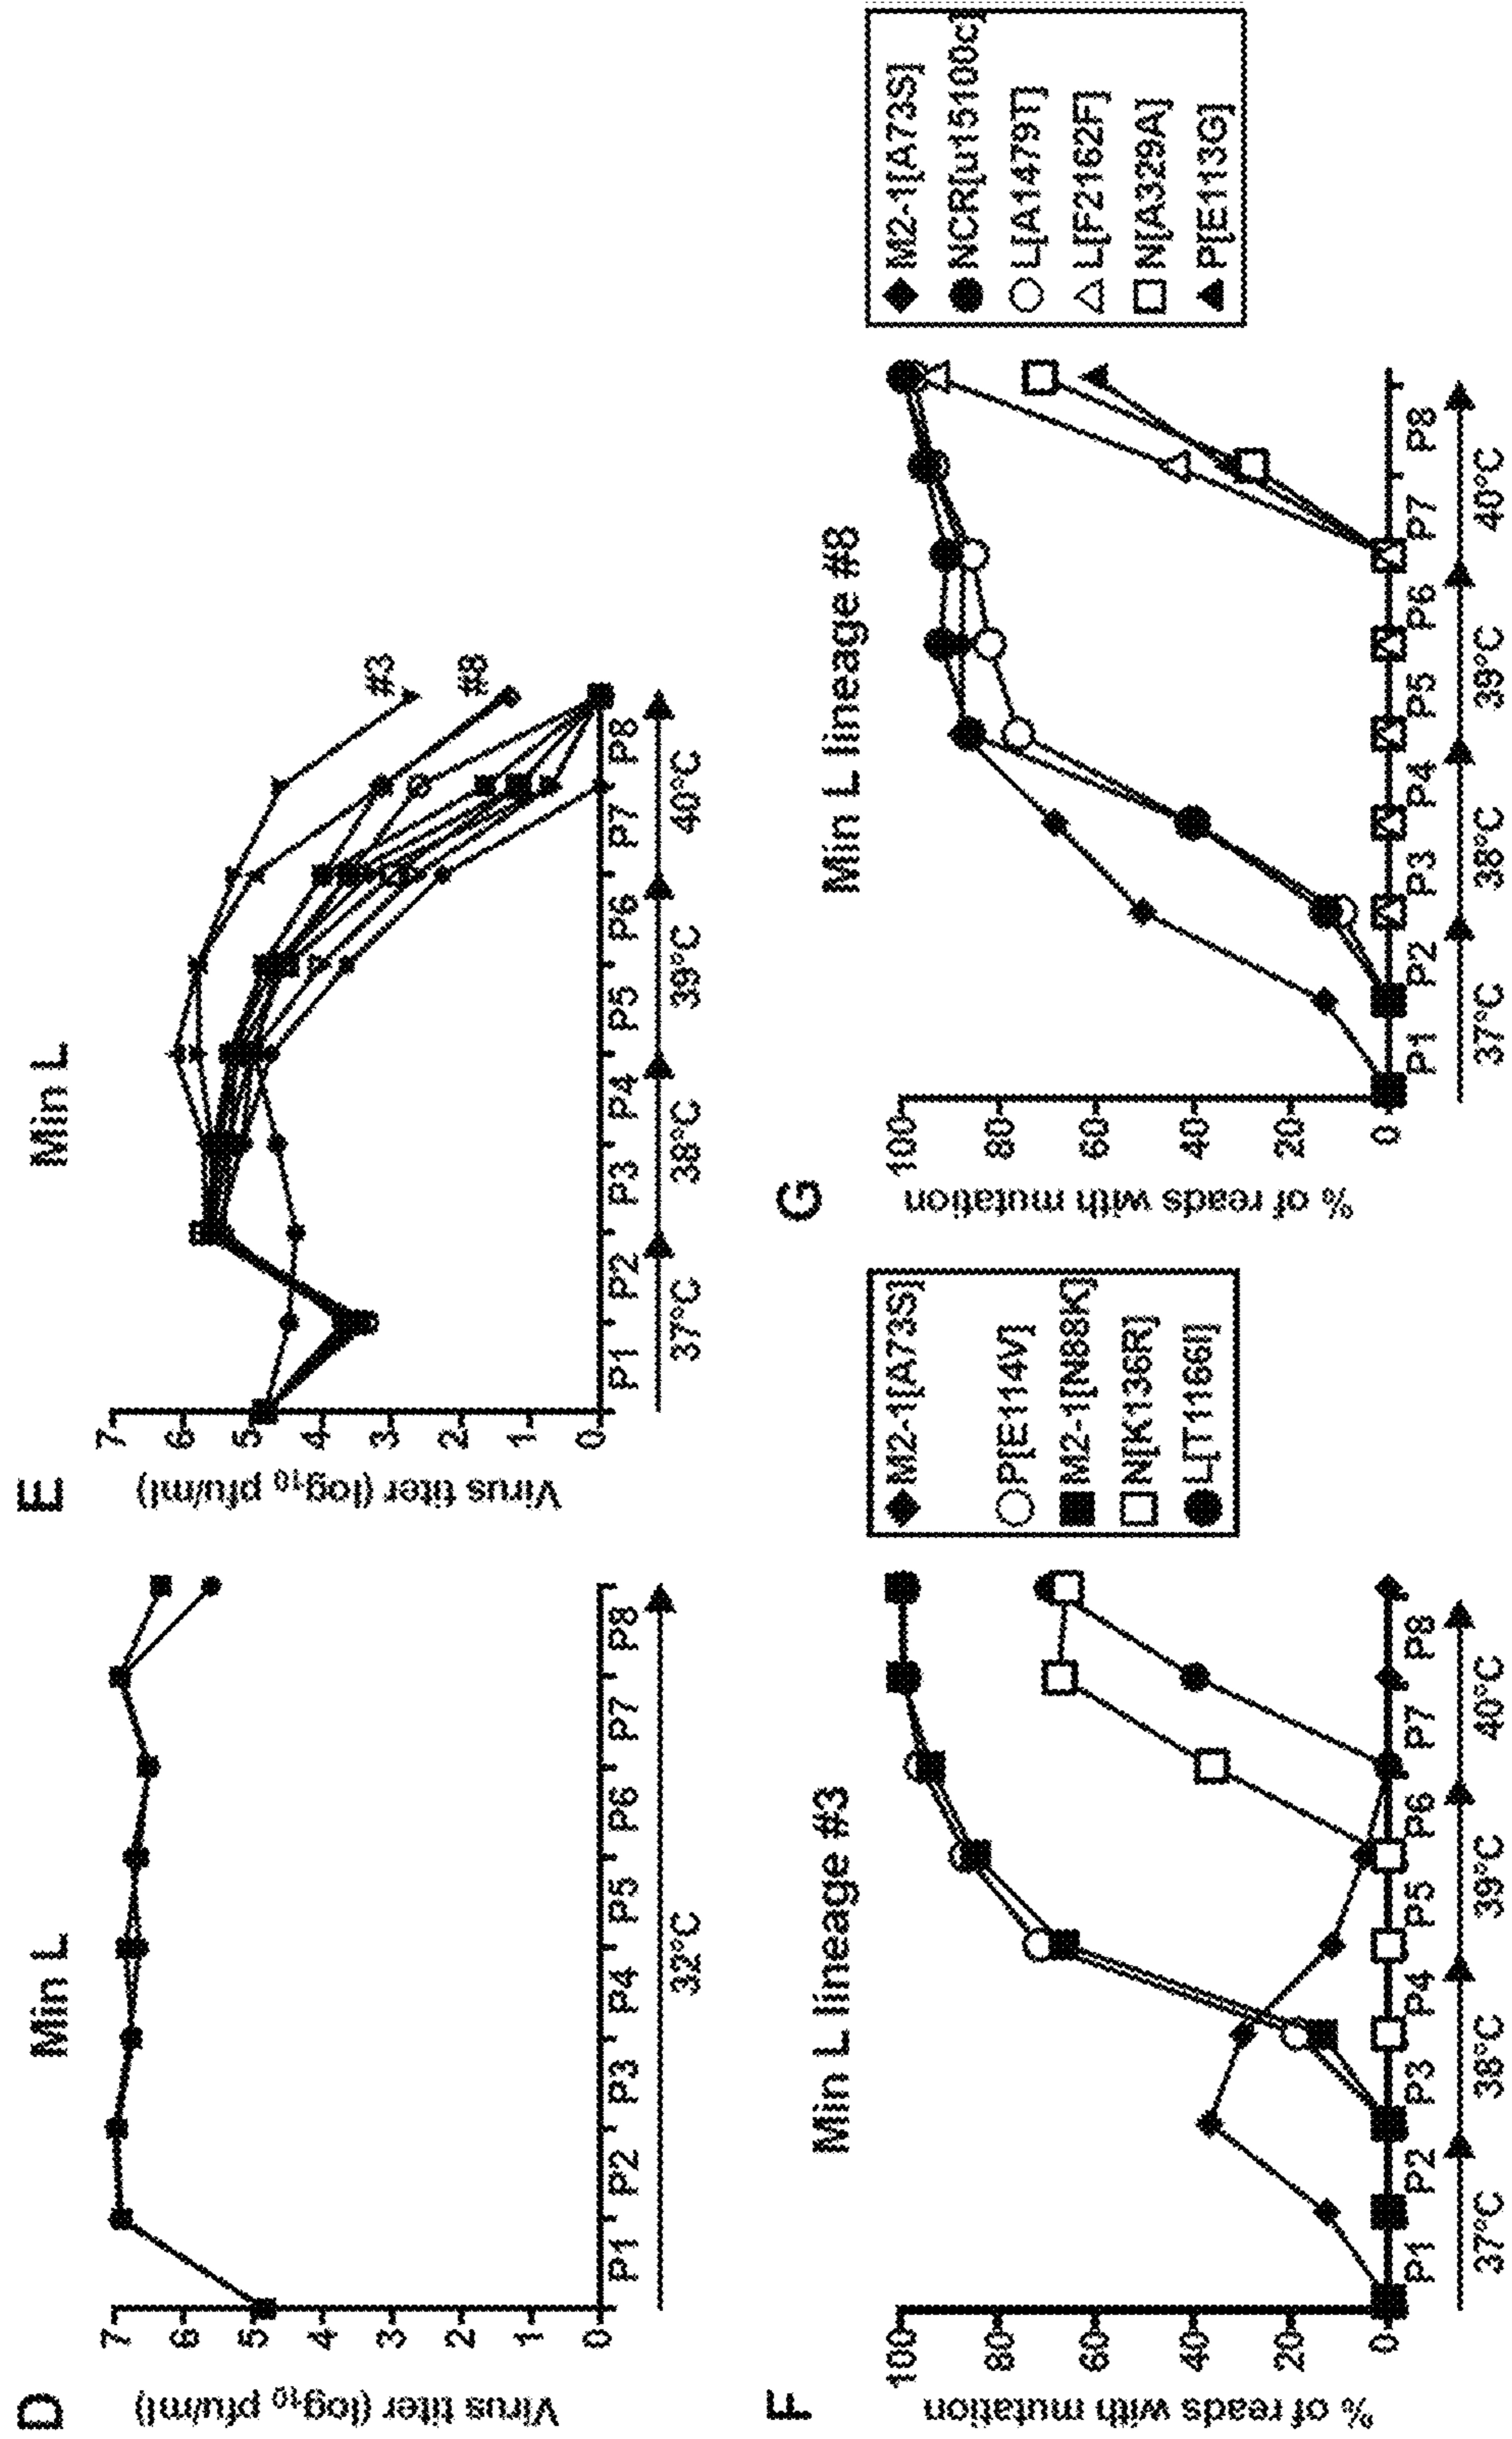 D
Min L
Virus titer (log10 pfu/ml)
7
6
5
4
3
2
1
0
P1 P2 P3 P4 P5 P6 P7 P8
32°C
E
Min L
Virus titer (log10 pfu/ml)
7
6
5
4
3
2
1
0
#3
#8
P1 P2 P3 P4 P5 P6 P7 P8
37°C 38°C 39°C 40°C
F
Min L lineage #3
% of reads with mutation
100
80
60
40
20
0
P1 P2 P3 P4 P5 P6 P7 P8
37°C 38°C 39°C 40°C
M2-1[A73S]
P[E114V]
M2-1[N88K]
N[K136R]
L[T1166I]
G
Min L lineage #8
% of reads with mutation
100
80
60
40
20
0
P1 P2 P3 P4 P5 P6 P7 P8
37°C 38°C 39°C 40°C
M2-1[A73S]
NCR[u15100c]
L[A1479T]
L[F2162F]
N[A329A]
P[E113G]